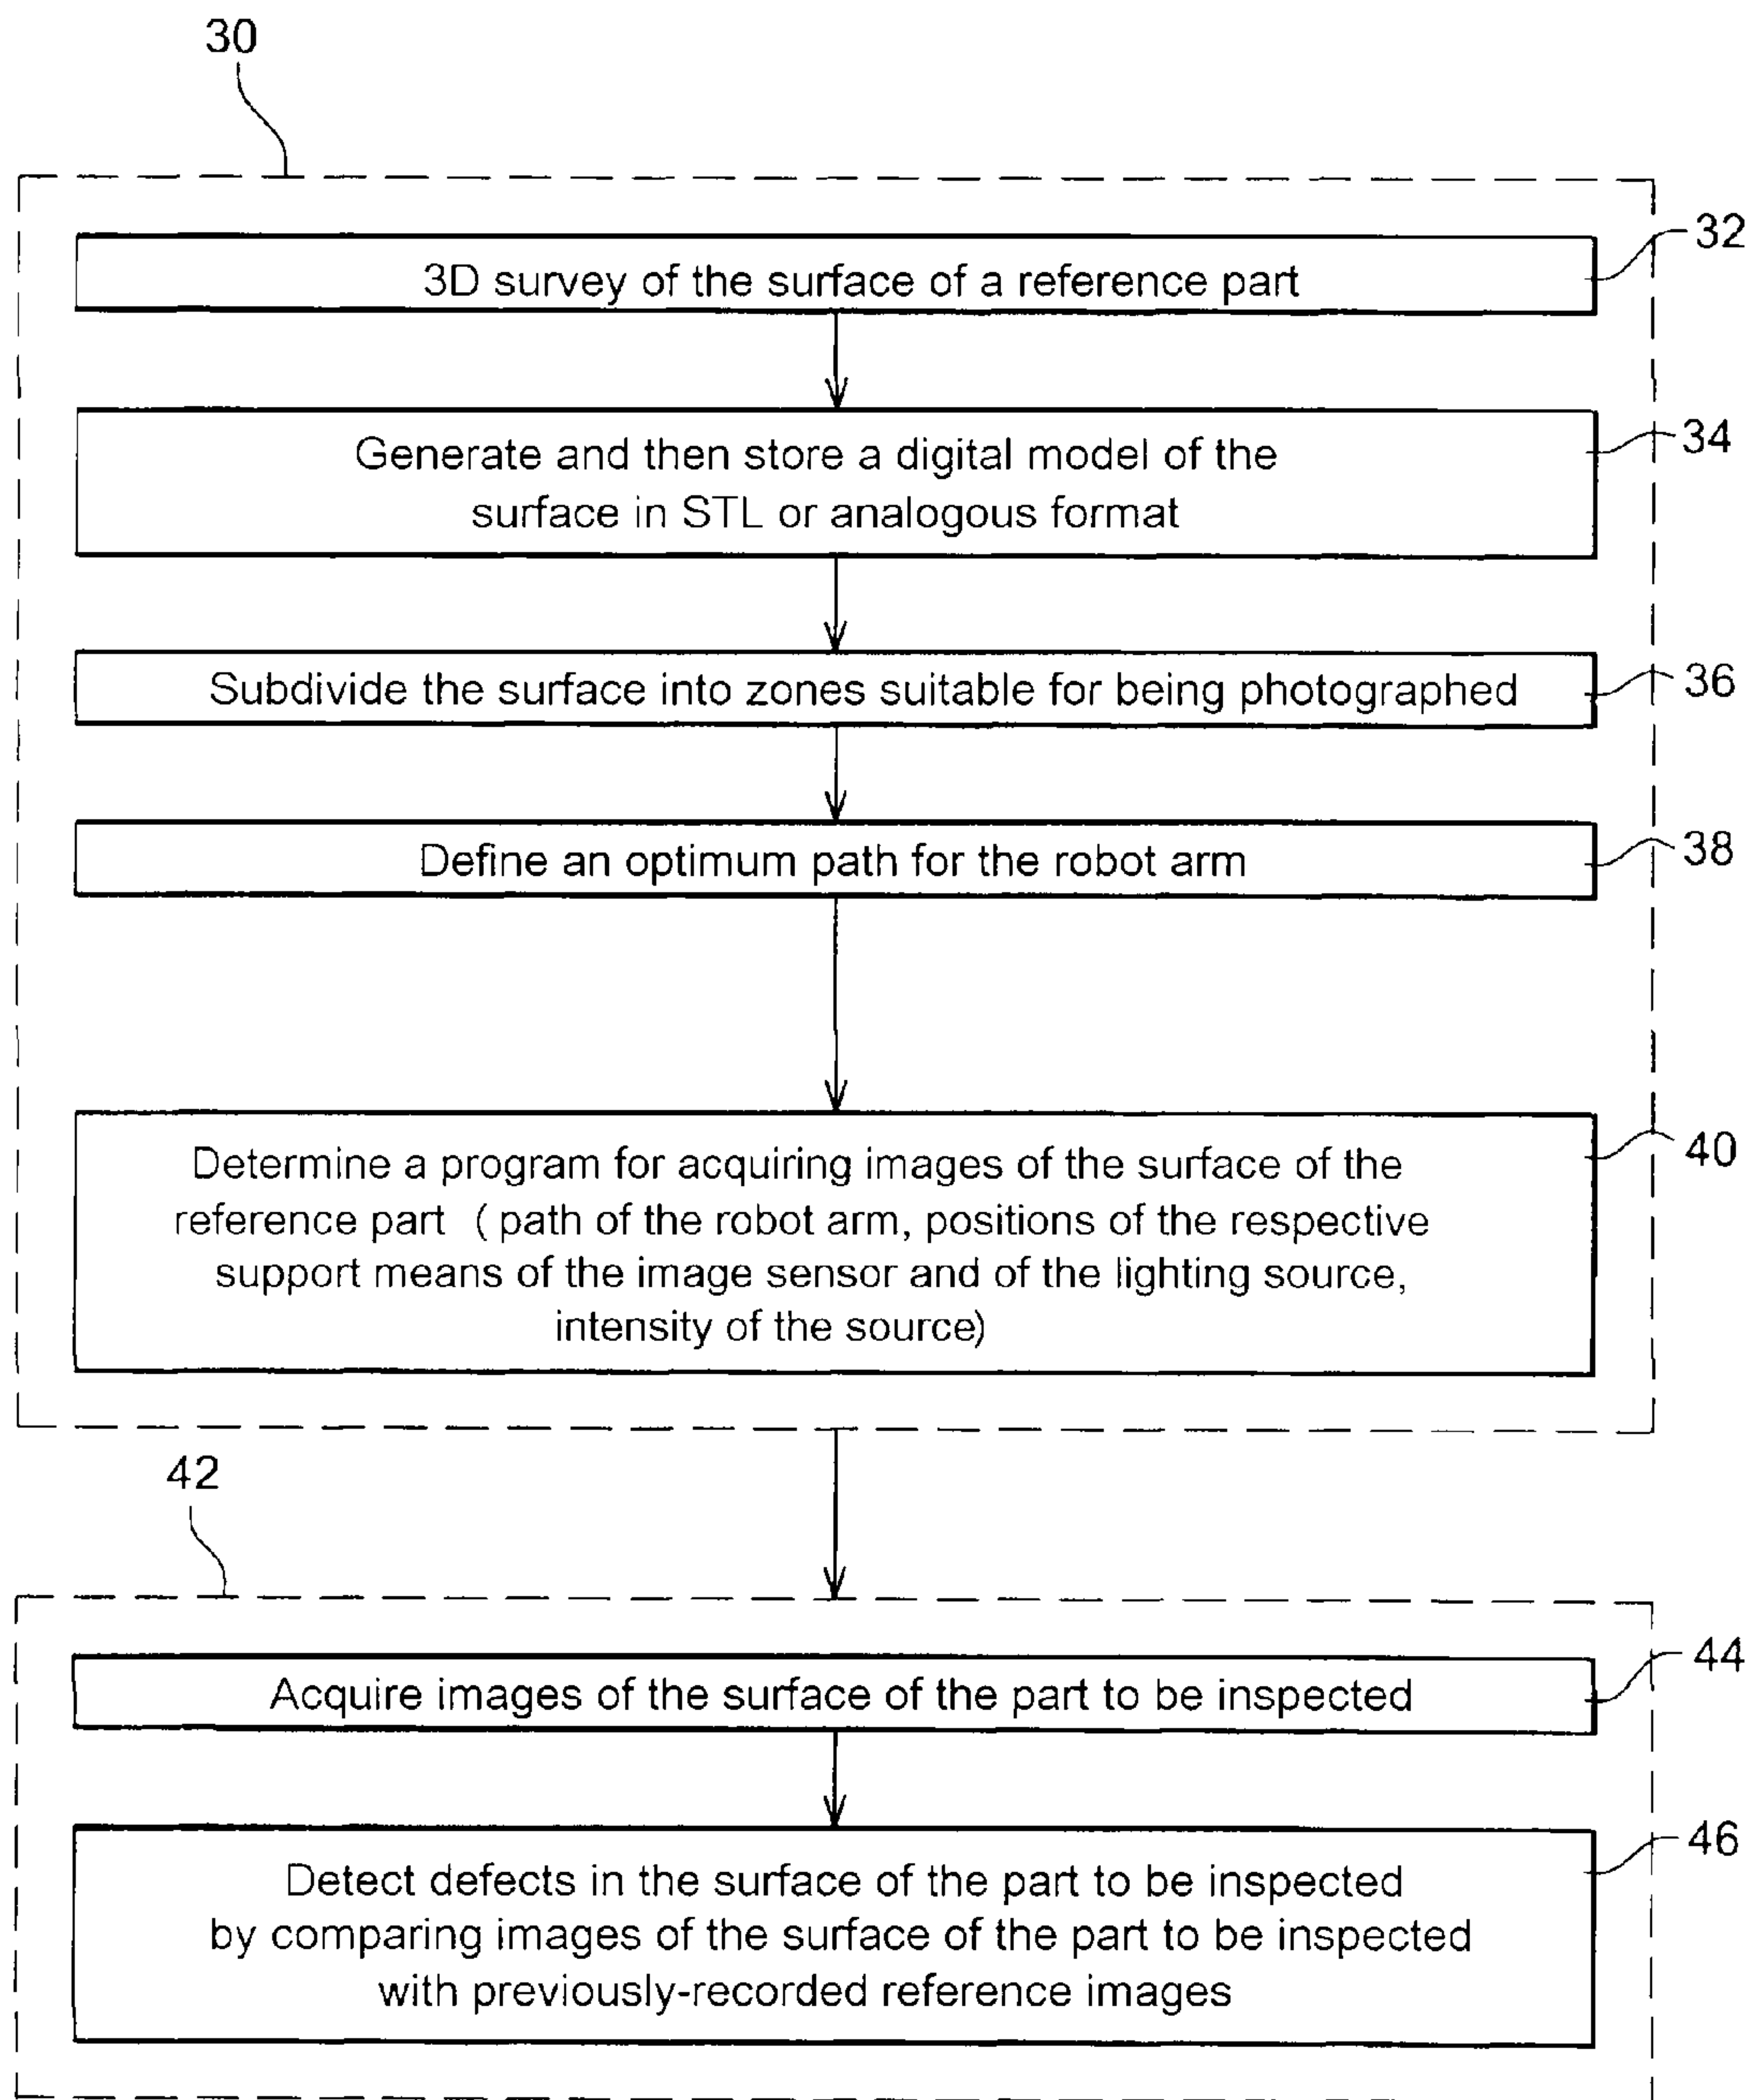 30
32
3D survey of the surface of a reference part
34
Generate and then store a digital model of the
surface in STL or analogous format
36
Subdivide the surface into zones suitable for being photographed
38
Define an optimum path for the robot arm
40
Determine a program for acquiring images of the surface of the
reference part ( path of the robot arm, positions of the respective
support means of the image sensor and of the lighting source,
intensity of the source)
42
44
Acquire images of the surface of the part to be inspected
46
Detect defects in the surface of the part to be inspected
by comparing images of the surface of the part to be inspected
with previously-recorded reference images